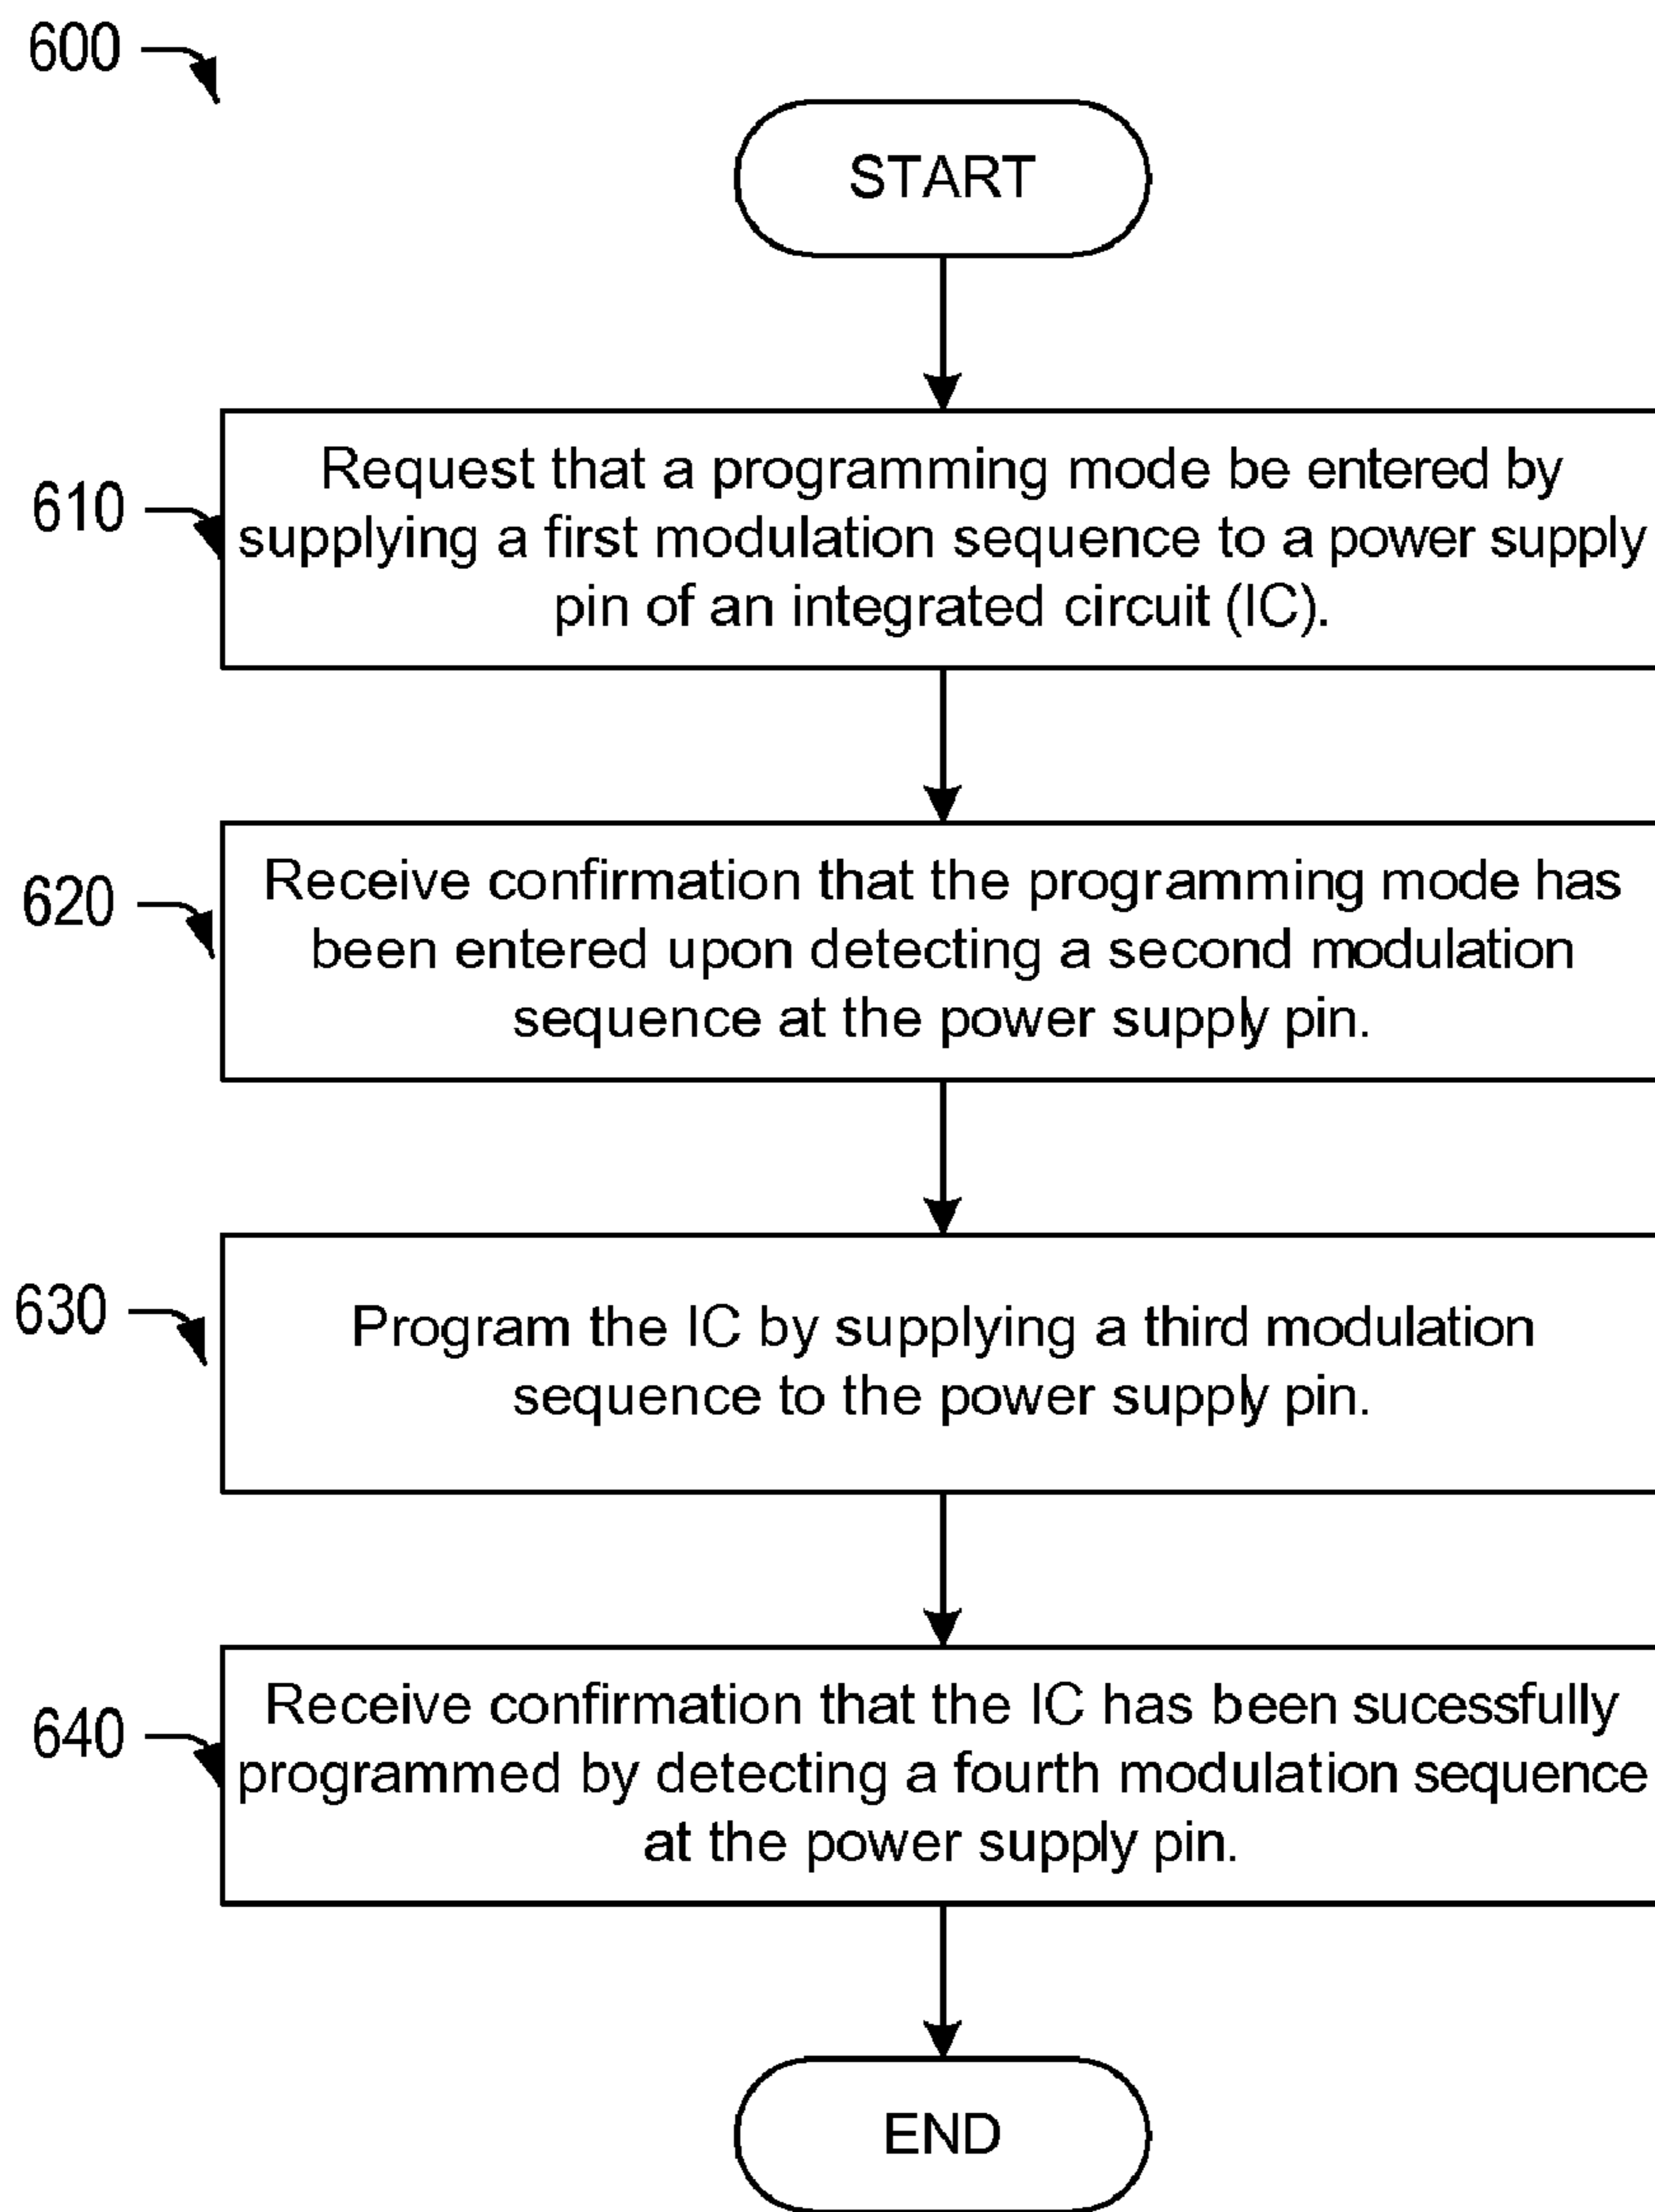 600
START
610
Request that a programming mode be entered by
supplying a first modulation sequence to a power supply
pin of an integrated circuit (IC).
620
Receive confirmation that the programming mode has
been entered upon detecting a second modulation
sequence at the power supply pin.
630
Program the IC by supplying a third modulation
sequence to the power supply pin.
640
Receive confirmation that the IC has been sucessfully
programmed by detecting a fourth modulation sequence
at the power supply pin.
END